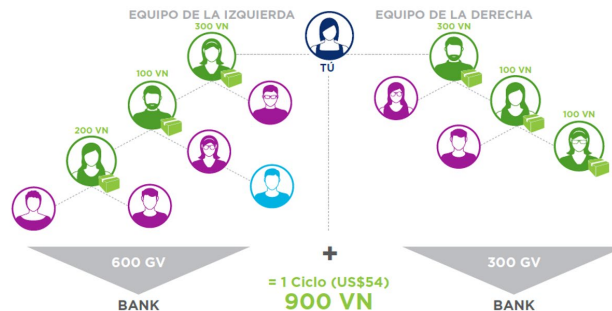 EQUIPO DE LA IZQUIERDA
EQUIPO DE LA DERECHA
300 VN
300 VN
TÚ
100 VN
100 VN
200 VN
100 VN
600 GV
+
300 GV
= 1 Ciclo (US$54)
900 VN
BANK
BANK